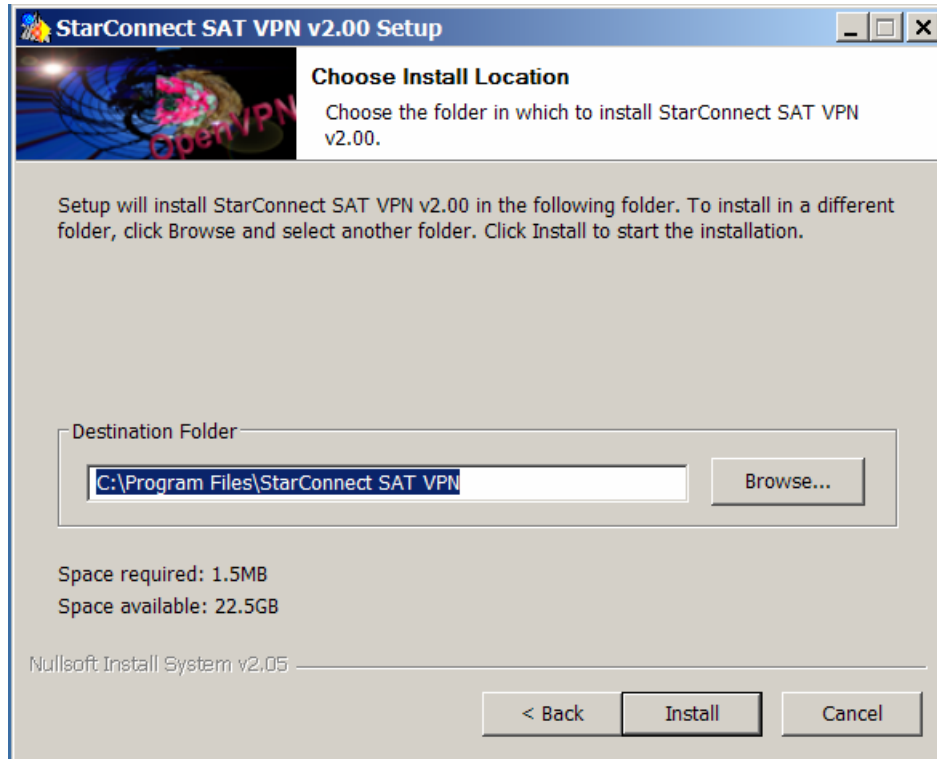 StarConnect SAT VPN v2.00 Setup
OpenVPN
Choose Install Location
Choose the folder in which to install StarConnect SAT VPN
v2.00.
Setup will install StarConnect SAT VPN v2.00 in the following folder. To install in a different
folder, click Browse and select another folder. Click Install to start the installation.
Destination Folder
C:\Program Files\StarConnect SAT VPN
Browse...
Space required: 1.5MB
Space available: 22.5GB
Nullsoft Install System v2.05
< Back Install Cancel